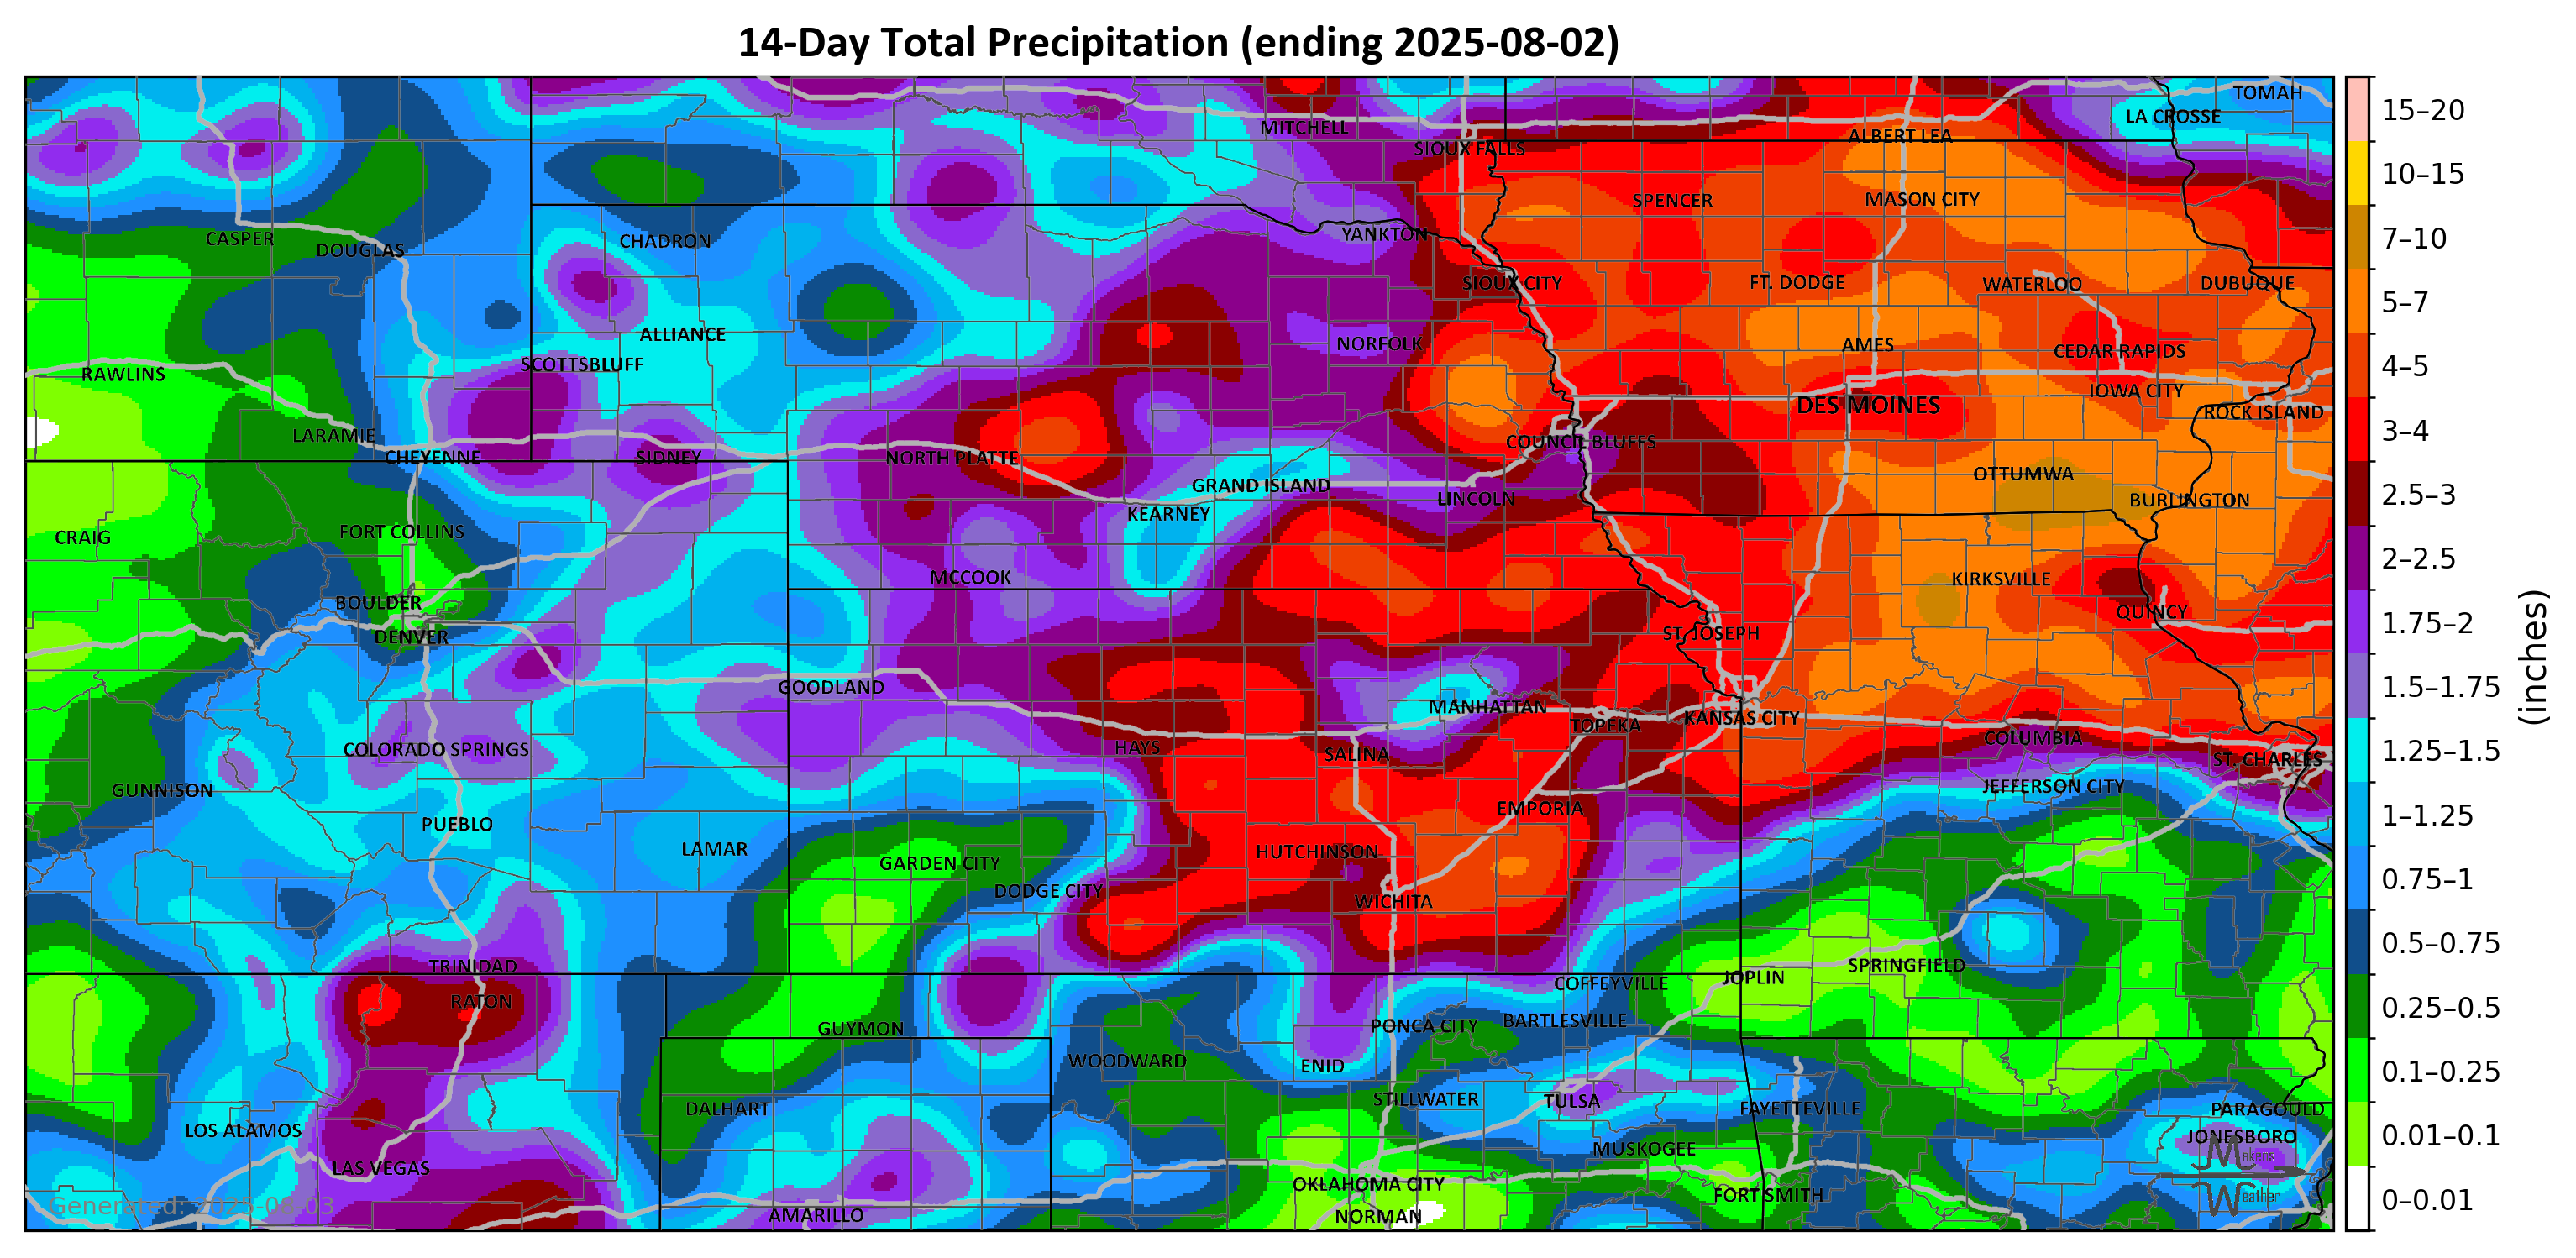 14-Day Total Precipitation (ending 2025-08-02)
TOMAH
LA CROSSE
MITCHELL
ALBERT LEA
SIOUX FALLS
SPENCER
MASON CITY
YANKTON
CASPER
CHADRON
DOUGLAS
SIOUX CITY
FT. DODGE
WATERLOO
DUBUQUE
ALLIANCE
NORFOLK
AMES
CEDAR RAPIDS
SCOTTSBLUFF
RAWLINS
IOWA CITY
DES MOINES
ROCK ISLAND
LARAMIE
COUNCIL BLUFFS
CHEYENNE
SIDNEY
NORTH PLATTE
OTTUMWA
GRAND ISLAND
LINCOLN
BURLINGTON
KEARNEY
FORT COLLINS
CRAIG
MCCOOK
KIRKSVILLE
BOULDER
QUINCY
DENVER
ST. JOSEPH
GOODLAND
MANHATTAN
KANSAS CITY
TOPEKA
COLUMBIA
COLORADO SPRINGS
HAYS
SALINA
ST. CHARLES
GUNNISON
JEFFERSON CITY
EMPORIA
PUEBLO
LAMAR
HUTCHINSON
GARDEN CITY
DODGE CITY
WICHITA
TRINIDAD
SPRINGFIELD
JOPLIN
COFFEYVILLE
RATON
BARTLESVILLE
PONCA CITY
GUYMON
WOODWARD
ENID
STILLWATER
TULSA
DALHART
FAYETTEVILLE
PARAGOULD
LOS ALAMOS
JONESBORO
MUSKOGEE
LAS VEGAS
OKLAHOMA CITY
FORT SMITH
AMARILLO
NORMAN
Generated: 2025-08-03
Makens
Weather
15–20
10–15
7–10
5–7
4–5
3–4
2.5–3
2–2.5
1.75–2
1.5–1.75
1.25–1.5
1–1.25
0.75–1
0.5–0.75
0.25–0.5
0.1–0.25
0.01–0.1
0–0.01
(inches)